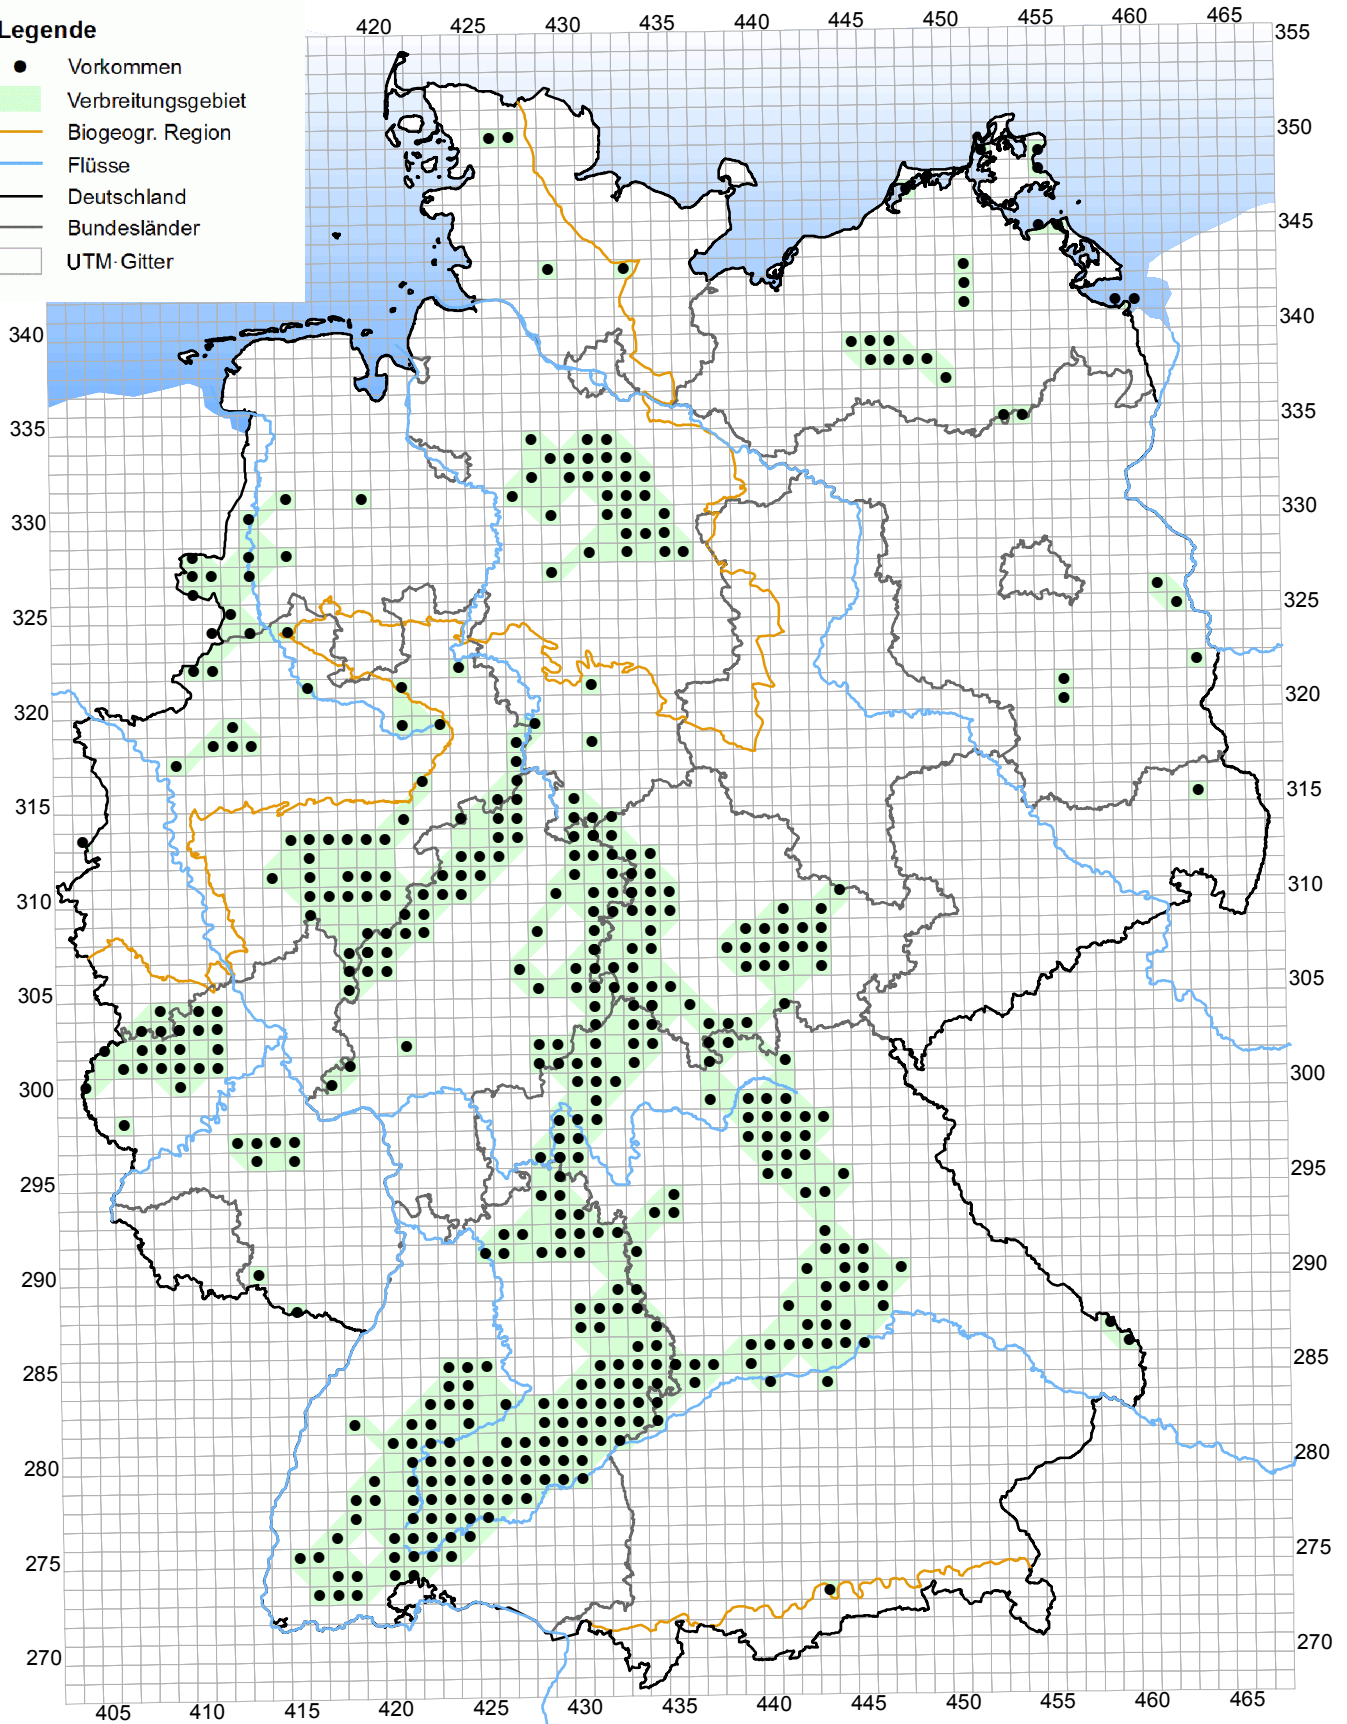 Legende
Vorkommen
Verbreitungsgebiet
Biogeogr. Region
Flüsse
Deutschland
Bundesländer
UTM-Gitter
420 425 430 435 440 445 450 455 460 465
355
350
345
340 340
335 335
330 330
325 325
320 320
315 315
310 310
305 305
300 300
295 295
290 290
285 285
280 280
275 275
270 270
405 410 415 420 425 430 435 440 445 450 455 460 465